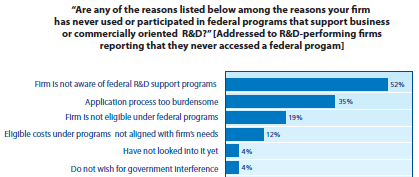 "Are any of the reasons listed below among the reasons your firm
has never used or participated in federal programs that support business
or commercially oriented R&D?" [Addressed to R&D-performing firms
reporting that they never accessed a federal progam]
Firm is not aware of federal R&D support programs 52%
Application process too burdensome 35%
Firm is not eligible under federal programs 19%
Eligible costs under programs not aligned with firm's needs 12%
Have not looked into it yet 4%
Do not wish for government interference 4%